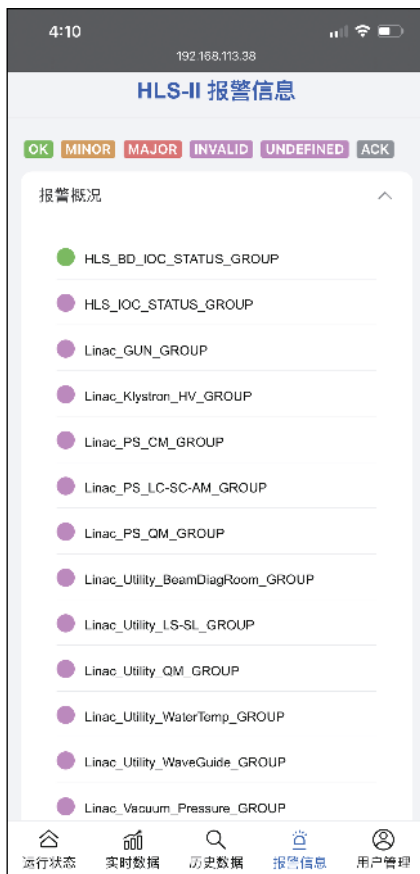 4:10
192.168.113.38
HLS-II 报警信息
OK MINOR MAJOR INVALID UNDEFINED ACK
报警概况
HLS_BD_IOC_STATUS_GROUP
HLS_IOC_STATUS_GROUP
Linac_GUN_GROUP
Linac_Klystron_HV_GROUP
Linac_PS_CM_GROUP
Linac_PS_LC-SC-AM_GROUP
Linac_PS_QM_GROUP
Linac_Utility_BeamDiagRoom_GROUP
Linac_Utility_LS-SL_GROUP
Linac_Utility_QM_GROUP
Linac_Utility_WaterTemp_GROUP
Linac_Utility_WaveGuide_GROUP
Linac_Vacuum_Pressure_GROUP
运行状态 实时数据 历史数据 报警信息 用户管理